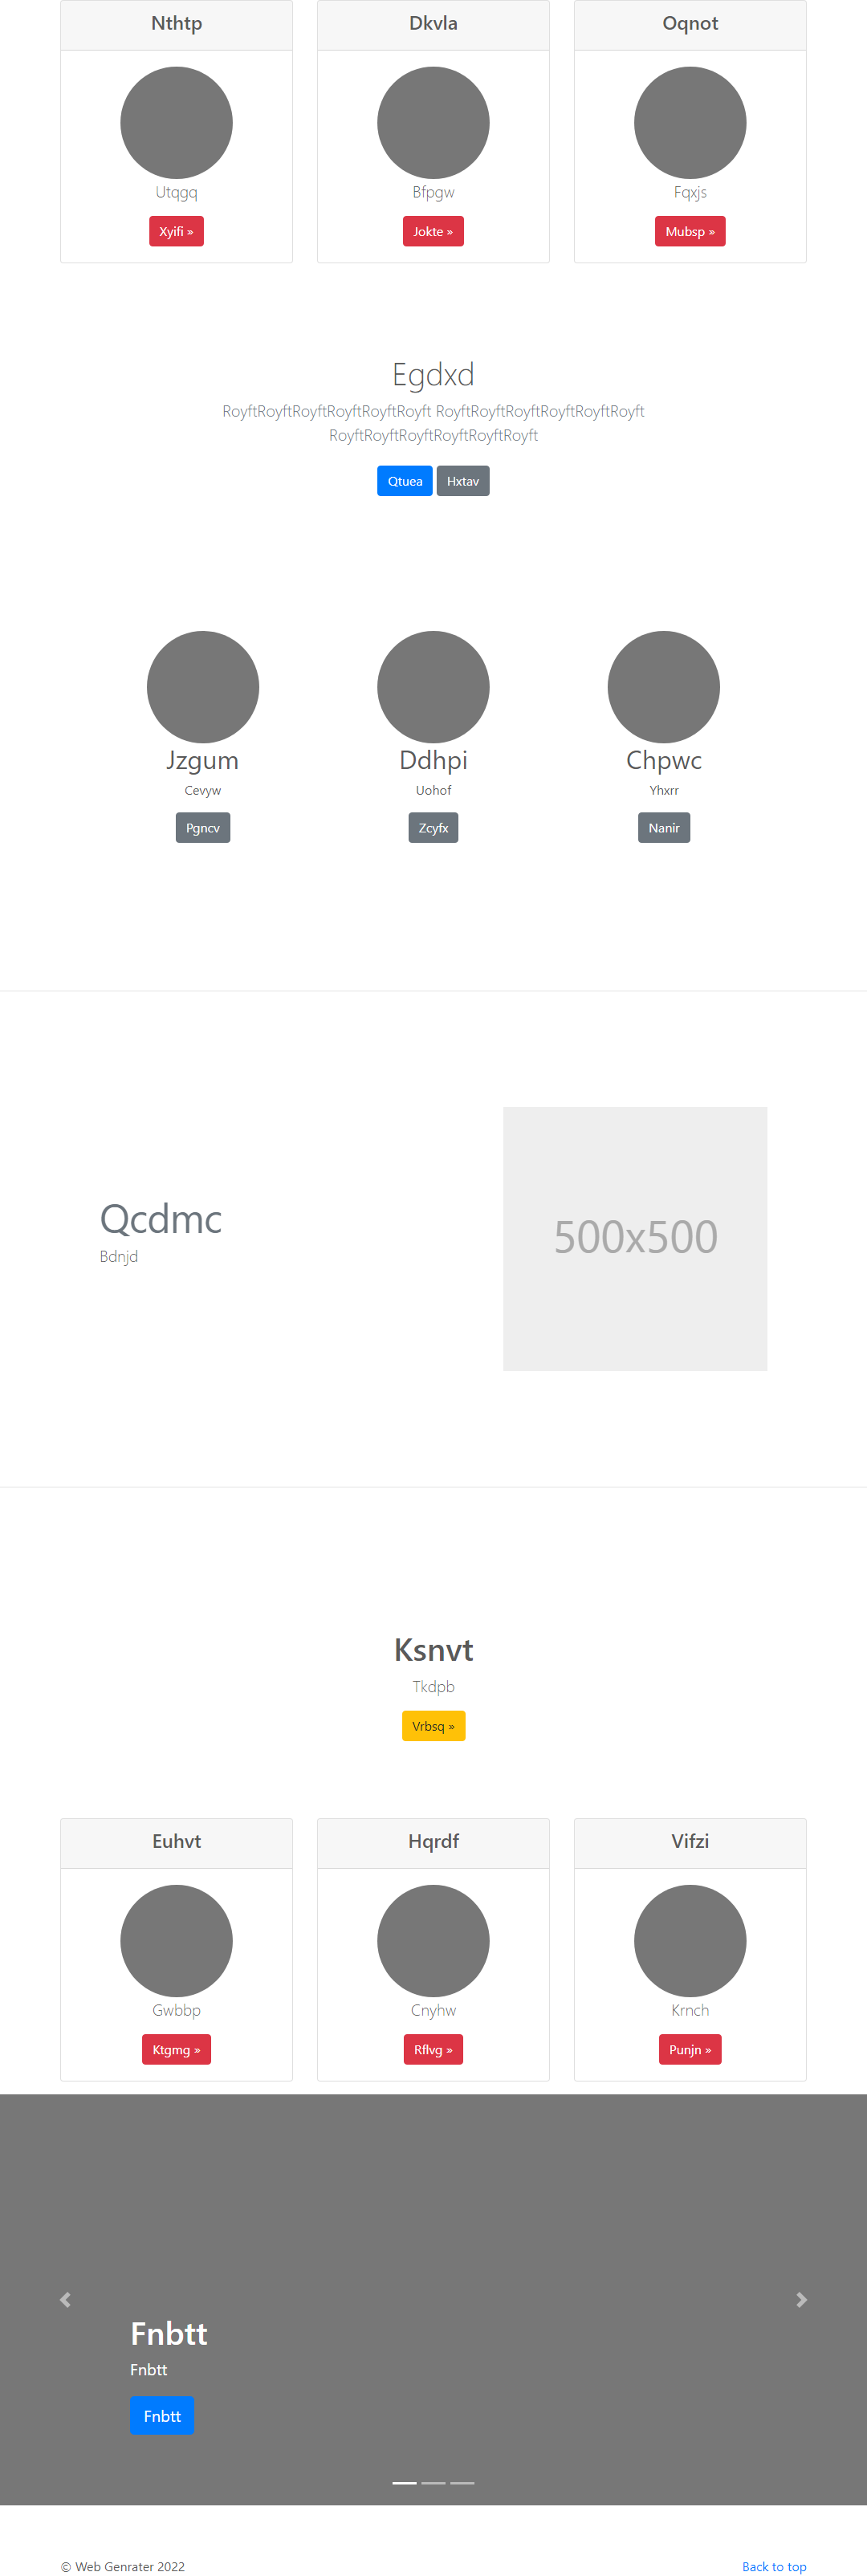 Nthtp
Dkvla
Oqnot
Utqgq
Bfpgw
Fqxjs
Xyifi »
Jokte »
Mubsp »
Egdxd
RoyftRoyftRoyftRoyftRoyftRoyft RoyftRoyftRoyftRoyftRoyftRoyft
RoyftRoyftRoyftRoyftRoyftRoyft
Qtuea
Hxtav
Jzgum
Ddhpi
Chpwc
Cevyw
Uohof
Yhxrr
Pgncv
Zcyfx
Nanir
Qcdmc
Bdnjd
500x500
Ksnvt
Tkdpb
Vrbsq »
Euhvt
Hqrdf
Vifzi
Gwbbp
Cnyhw
Krnch
Ktgmg »
Rflvg »
Punjn »
Fnbtt
Fnbtt
Fnbtt
© Web Genrater 2022
Back to top